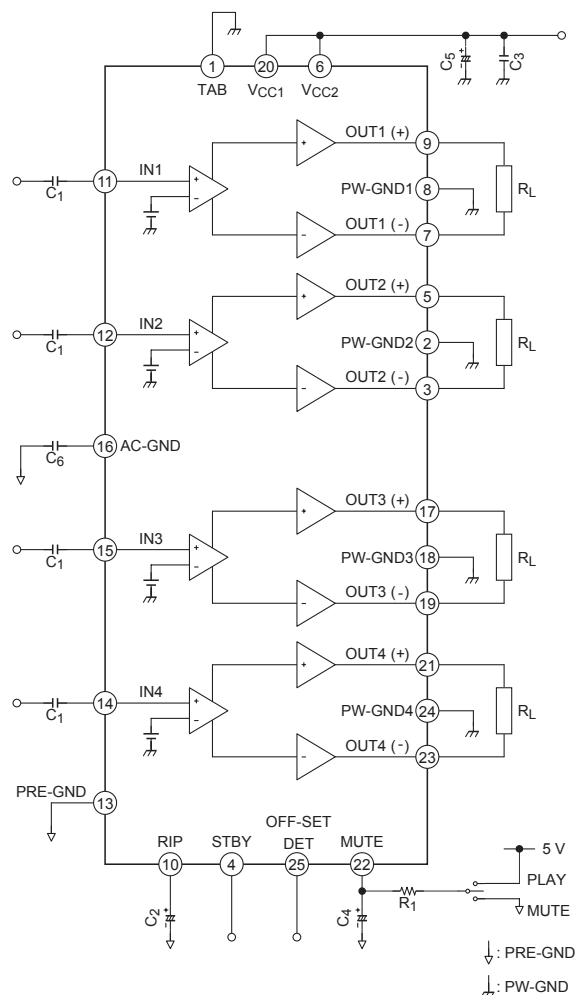 C5
C3
1
20
6
TAB
VCC1
VCC2
OUT1 (+)
9
C1
11
IN1
PW-GND1
8
RL
OUT1 (-)
7
OUT2 (+)
5
C1
12
IN2
PW-GND2
2
RL
OUT2 (-)
3
C6
16
AC-GND
OUT3 (+)
17
C1
15
IN3
PW-GND3
18
RL
OUT3 (-)
19
OUT4 (+)
21
C1
14
IN4
PW-GND4
24
RL
OUT4 (-)
23
PRE-GND
13
OFF-SET
RIP
STBY
DET
MUTE
10
4
25
22
5 V
PLAY
C2
C4
R1
MUTE
: PRE-GND
: PW-GND